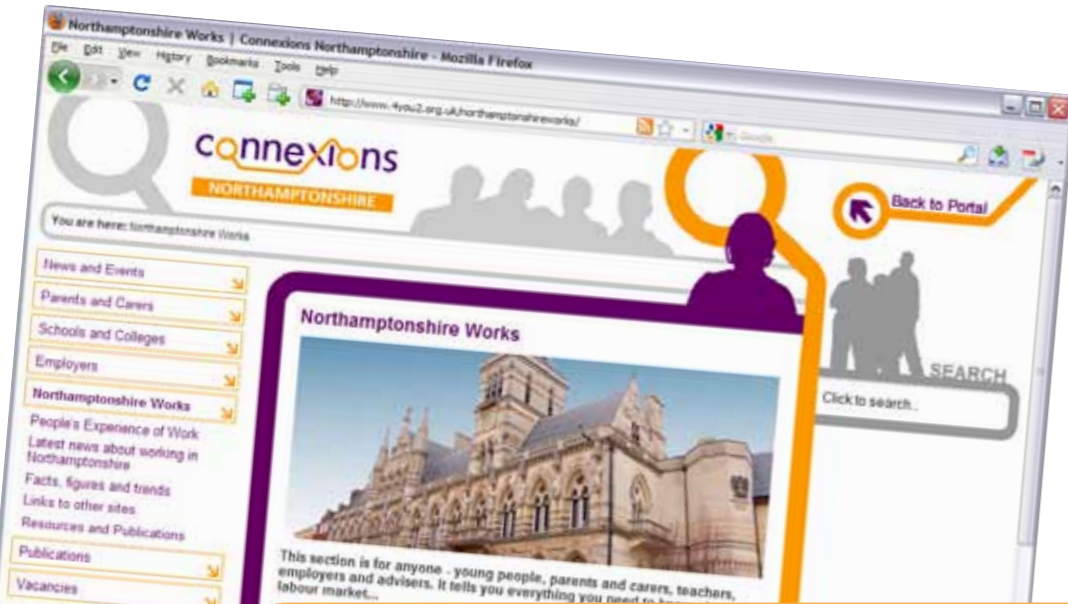 Northamptonshire Works | Connexions Northamptonshire - Mozilla Firefox
File Edit View History Bookmarks Tools Help
http://www.4you2.org.uk/northamptonshireworks/
Google
connexions
NORTHAMPTONSHIRE
Back to Portal
You are here: Northamptonshire Works
News and Events
Parents and Carers
Schools and Colleges
Employers
Northamptonshire Works
People's Experience of Work
Latest news about working in
Northamptonshire
Facts, figures and trends
Links to other sites
Resources and Publications
Publications
Vacancies
Northamptonshire Works
SEARCH
Click to search..
This section is for anyone - young people, parents and carers, teachers,
employers and advisers. It tells you everything you need to
labour market...